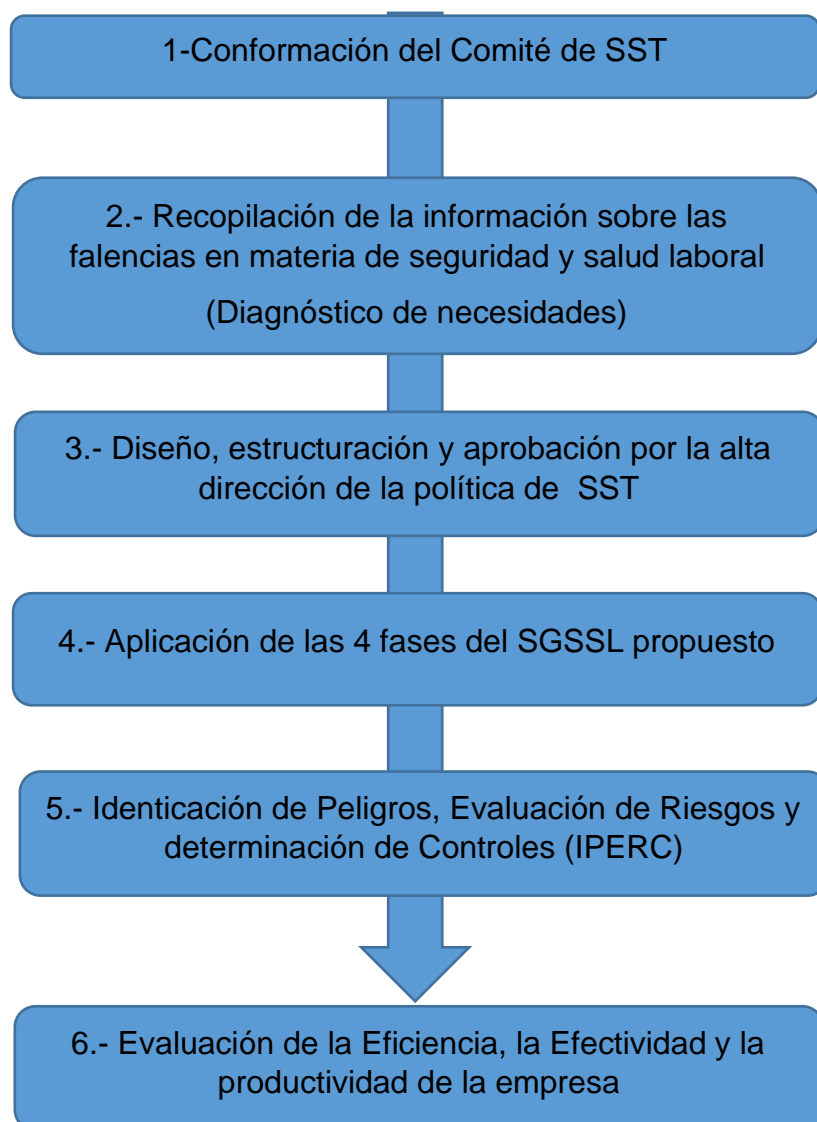 1-Conformación del Comité de SST
2.- Recopilación de la información sobre las
falencias en materia de seguridad y salud laboral
(Diagnóstico de necesidades)
3.- Diseño, estructuración y aprobación por la alta
dirección de la política de  SST
4.- Aplicación de las 4 fases del SGSSL propuesto
5.- Identicación de Peligros, Evaluación de Riesgos y
determinación de Controles (IPERC)
6.- Evaluación de la Eficiencia, la Efectividad y la
productividad de la empresa